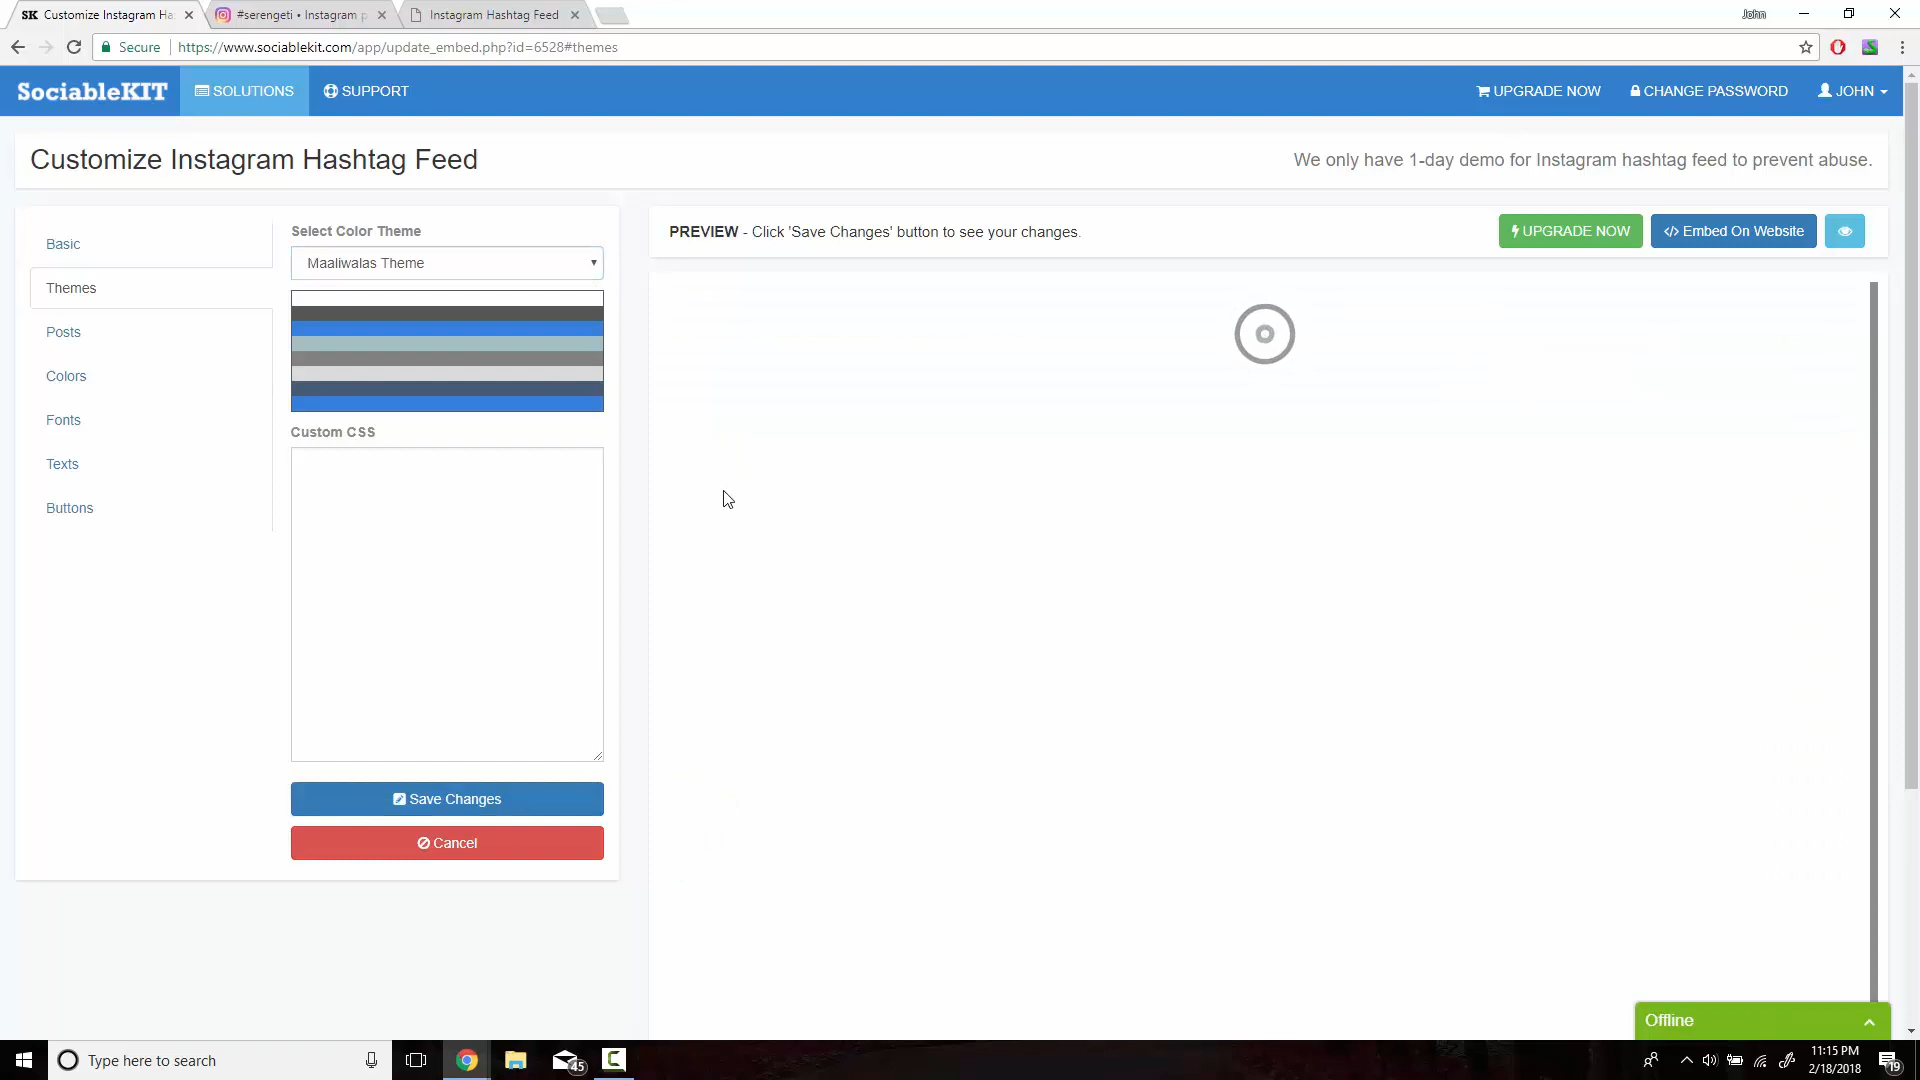 SK Customize Instagram Ha
#serengeti • Instagram p
Instagram Hashtag Feed
John
Secure
https://www.sociablekit.com/app/update_embed.php?id=6528#themes
SociableKIT
SOLUTIONS
SUPPORT
UPGRADE NOW
CHANGE PASSWORD
JOHN
Customize Instagram Hashtag Feed
We only have 1-day demo for Instagram hashtag feed to prevent abuse.
Basic
Themes
Posts
Colors
Fonts
Texts
Buttons
Select Color Theme
Maaliwalas Theme
Custom CSS
Save Changes
Cancel
PREVIEW - Click 'Save Changes' button to see your changes.
UPGRADE NOW
</> Embed On Website
Offline
Type here to search
45
11:15 PM
2/18/2018
19